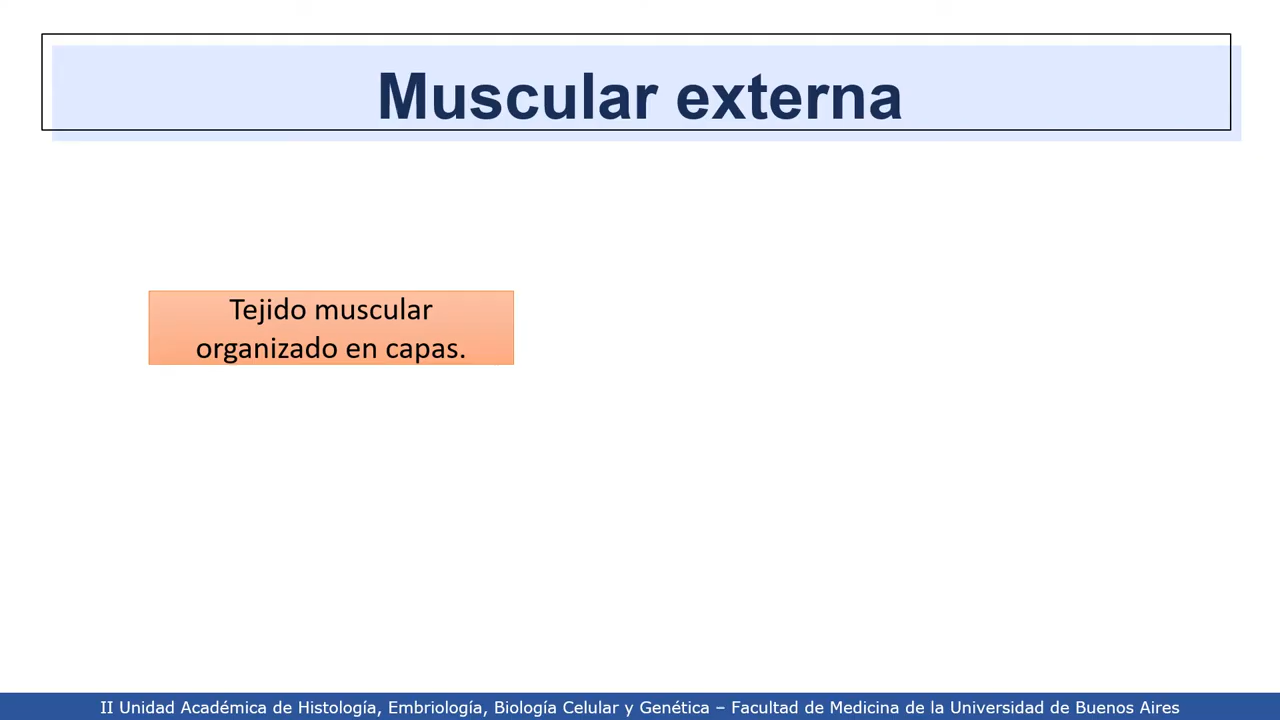 Muscular externa
Tejido muscular
organizado en capas.
II Unidad Académica de Histología, Embriología, Biología Celular y Genética – Facultad de Medicina de la Universidad de Buenos Aires